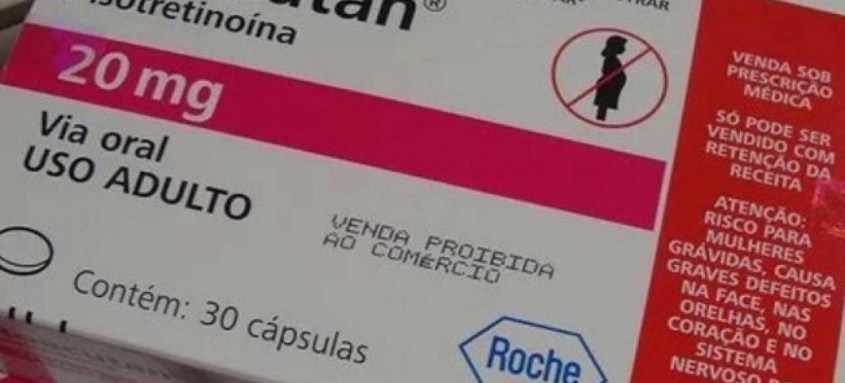 isotretinoína
20 mg
Via oral
USO ADULTO
VENDA PROIBIDA
AO COMÉRCIO
Contém: 30 cápsulas
Roche
VENDA SOB
PRESCRIÇÃO
MÉDICA
SÓ PODE SER
VENDIDO COM
RETENÇÃO DA
RECEITA
ATENÇÃO:
RISCO PARA
MULHERES
GRÁVIDAS, CAUSA
GRAVES DEFEITOS
NA FACE, NAS
ORELHAS, NO
CORAÇÃO E NO
SISTEMA
NERVOSO